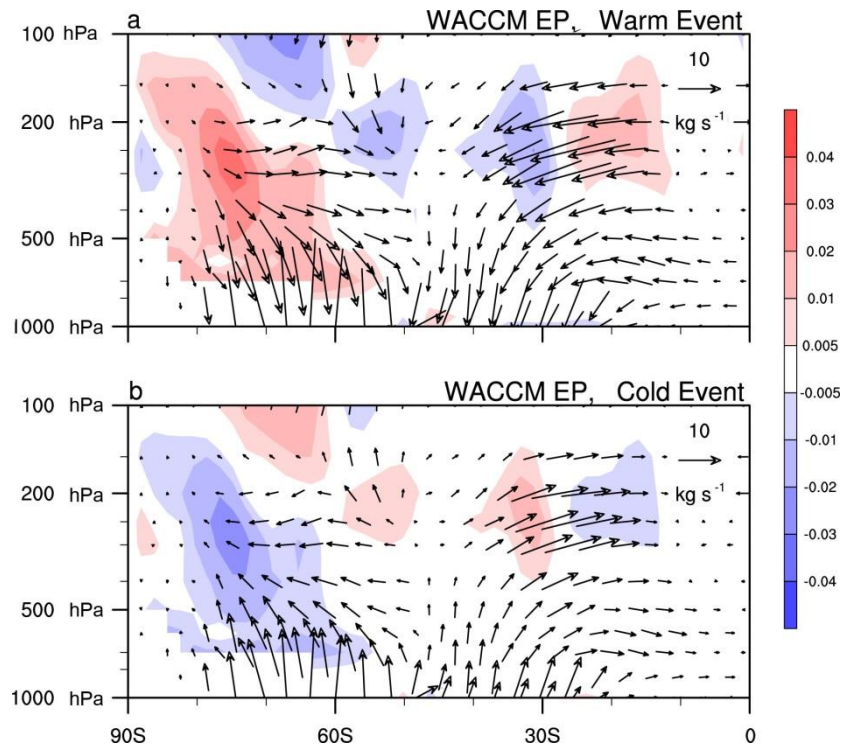 a WACCM EP, Warm Event
100 hPa
10
200 hPa
kg s⁻¹
500 hPa
1000 hPa
b WACCM EP, Cold Event
100 hPa
10
200 hPa
kg s⁻¹
500 hPa
1000 hPa
90S 60S 30S 0
0.04
0.03
0.02
0.01
0.005
-0.005
-0.01
-0.02
-0.03
-0.04